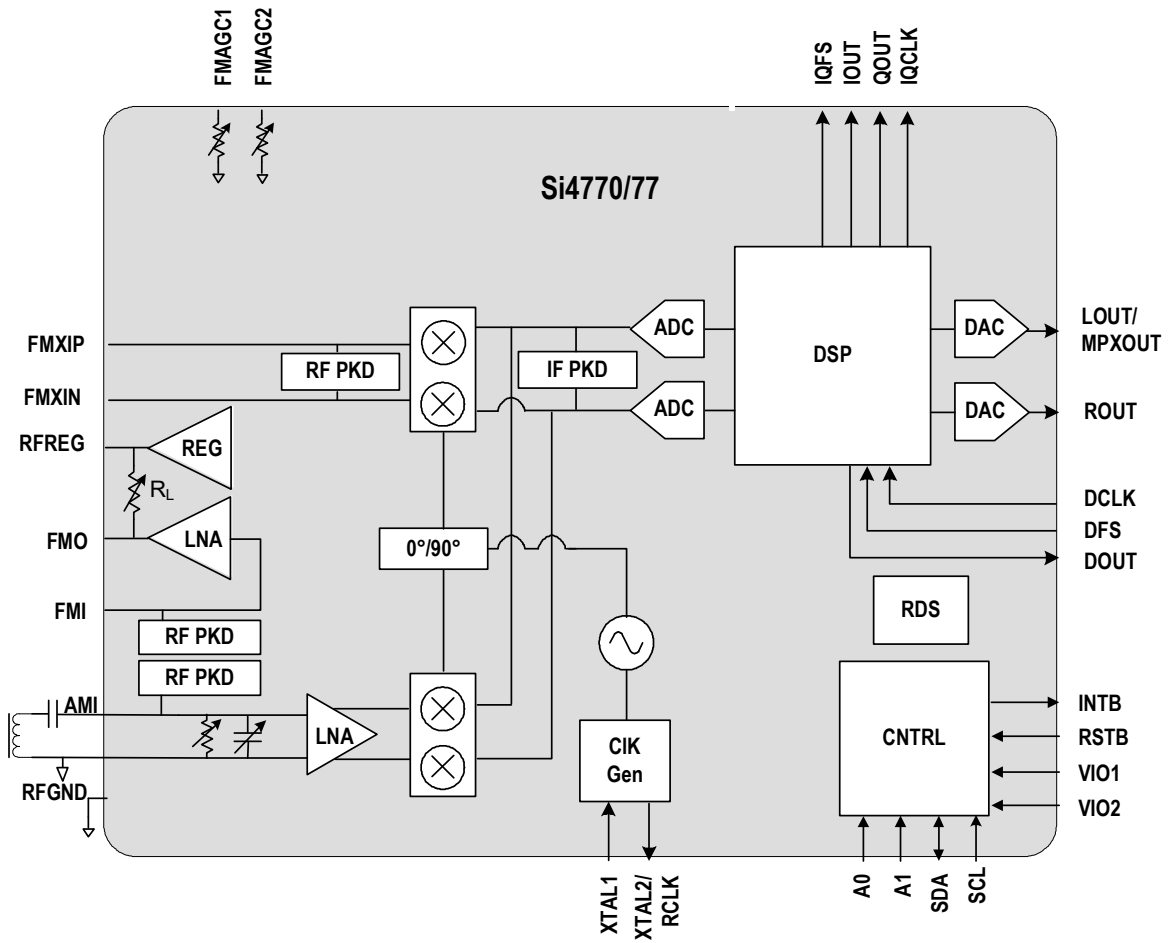 FMAGC1
FMAGC2
IQFS
IOUT
QOUT
IQCLK
Si4770/77
FMXIP
RF PKD
FMXIN
IF PKD
ADC
ADC
DSP
DAC
LOUT/
MPXOUT
DAC
ROUT
RFREG
REG
RL
FMO
LNA
0°/90°
DCLK
DFS
DOUT
FMI
RF PKD
RF PKD
RDS
AMI
LNA
RFGND
ClK
Gen
CNTRL
INTB
RSTB
VIO1
VIO2
XTAL1
XTAL2/
RCLK
A0
A1
SDA
SCL